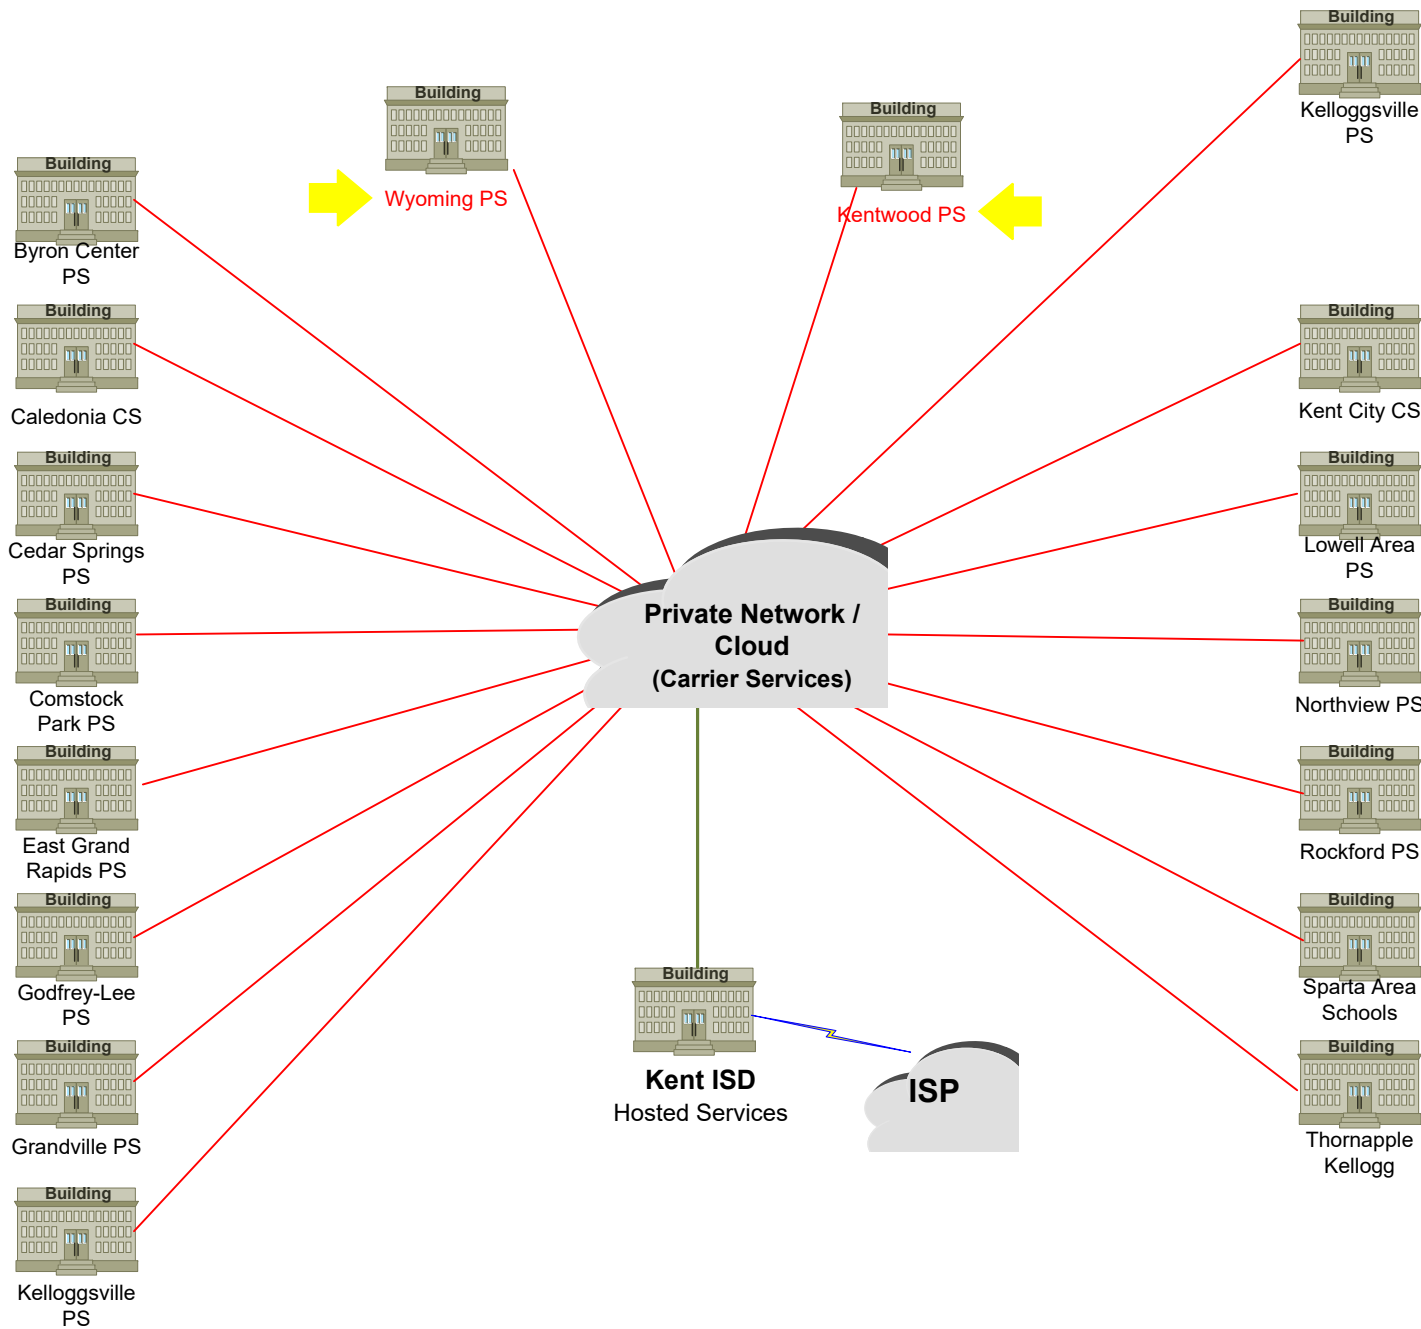 Building
Kelloggsville
PS
Building
Wyoming PS
Building
Kentwood PS
Building
Byron Center
PS
Building
Caledonia CS
Building
Kent City CS
Building
Cedar Springs
PS
Building
Lowell Area
PS
Private Network /
Cloud
(Carrier Services)
Building
Comstock
Park PS
Building
Northview PS
Building
East Grand
Rapids PS
Building
Rockford PS
Building
Godfrey-Lee
PS
Building
Sparta Area
Schools
Building
Kent ISD
Hosted Services
ISP
Building
Grandville PS
Building
Thornapple
Kellogg
Building
Kelloggsville
PS